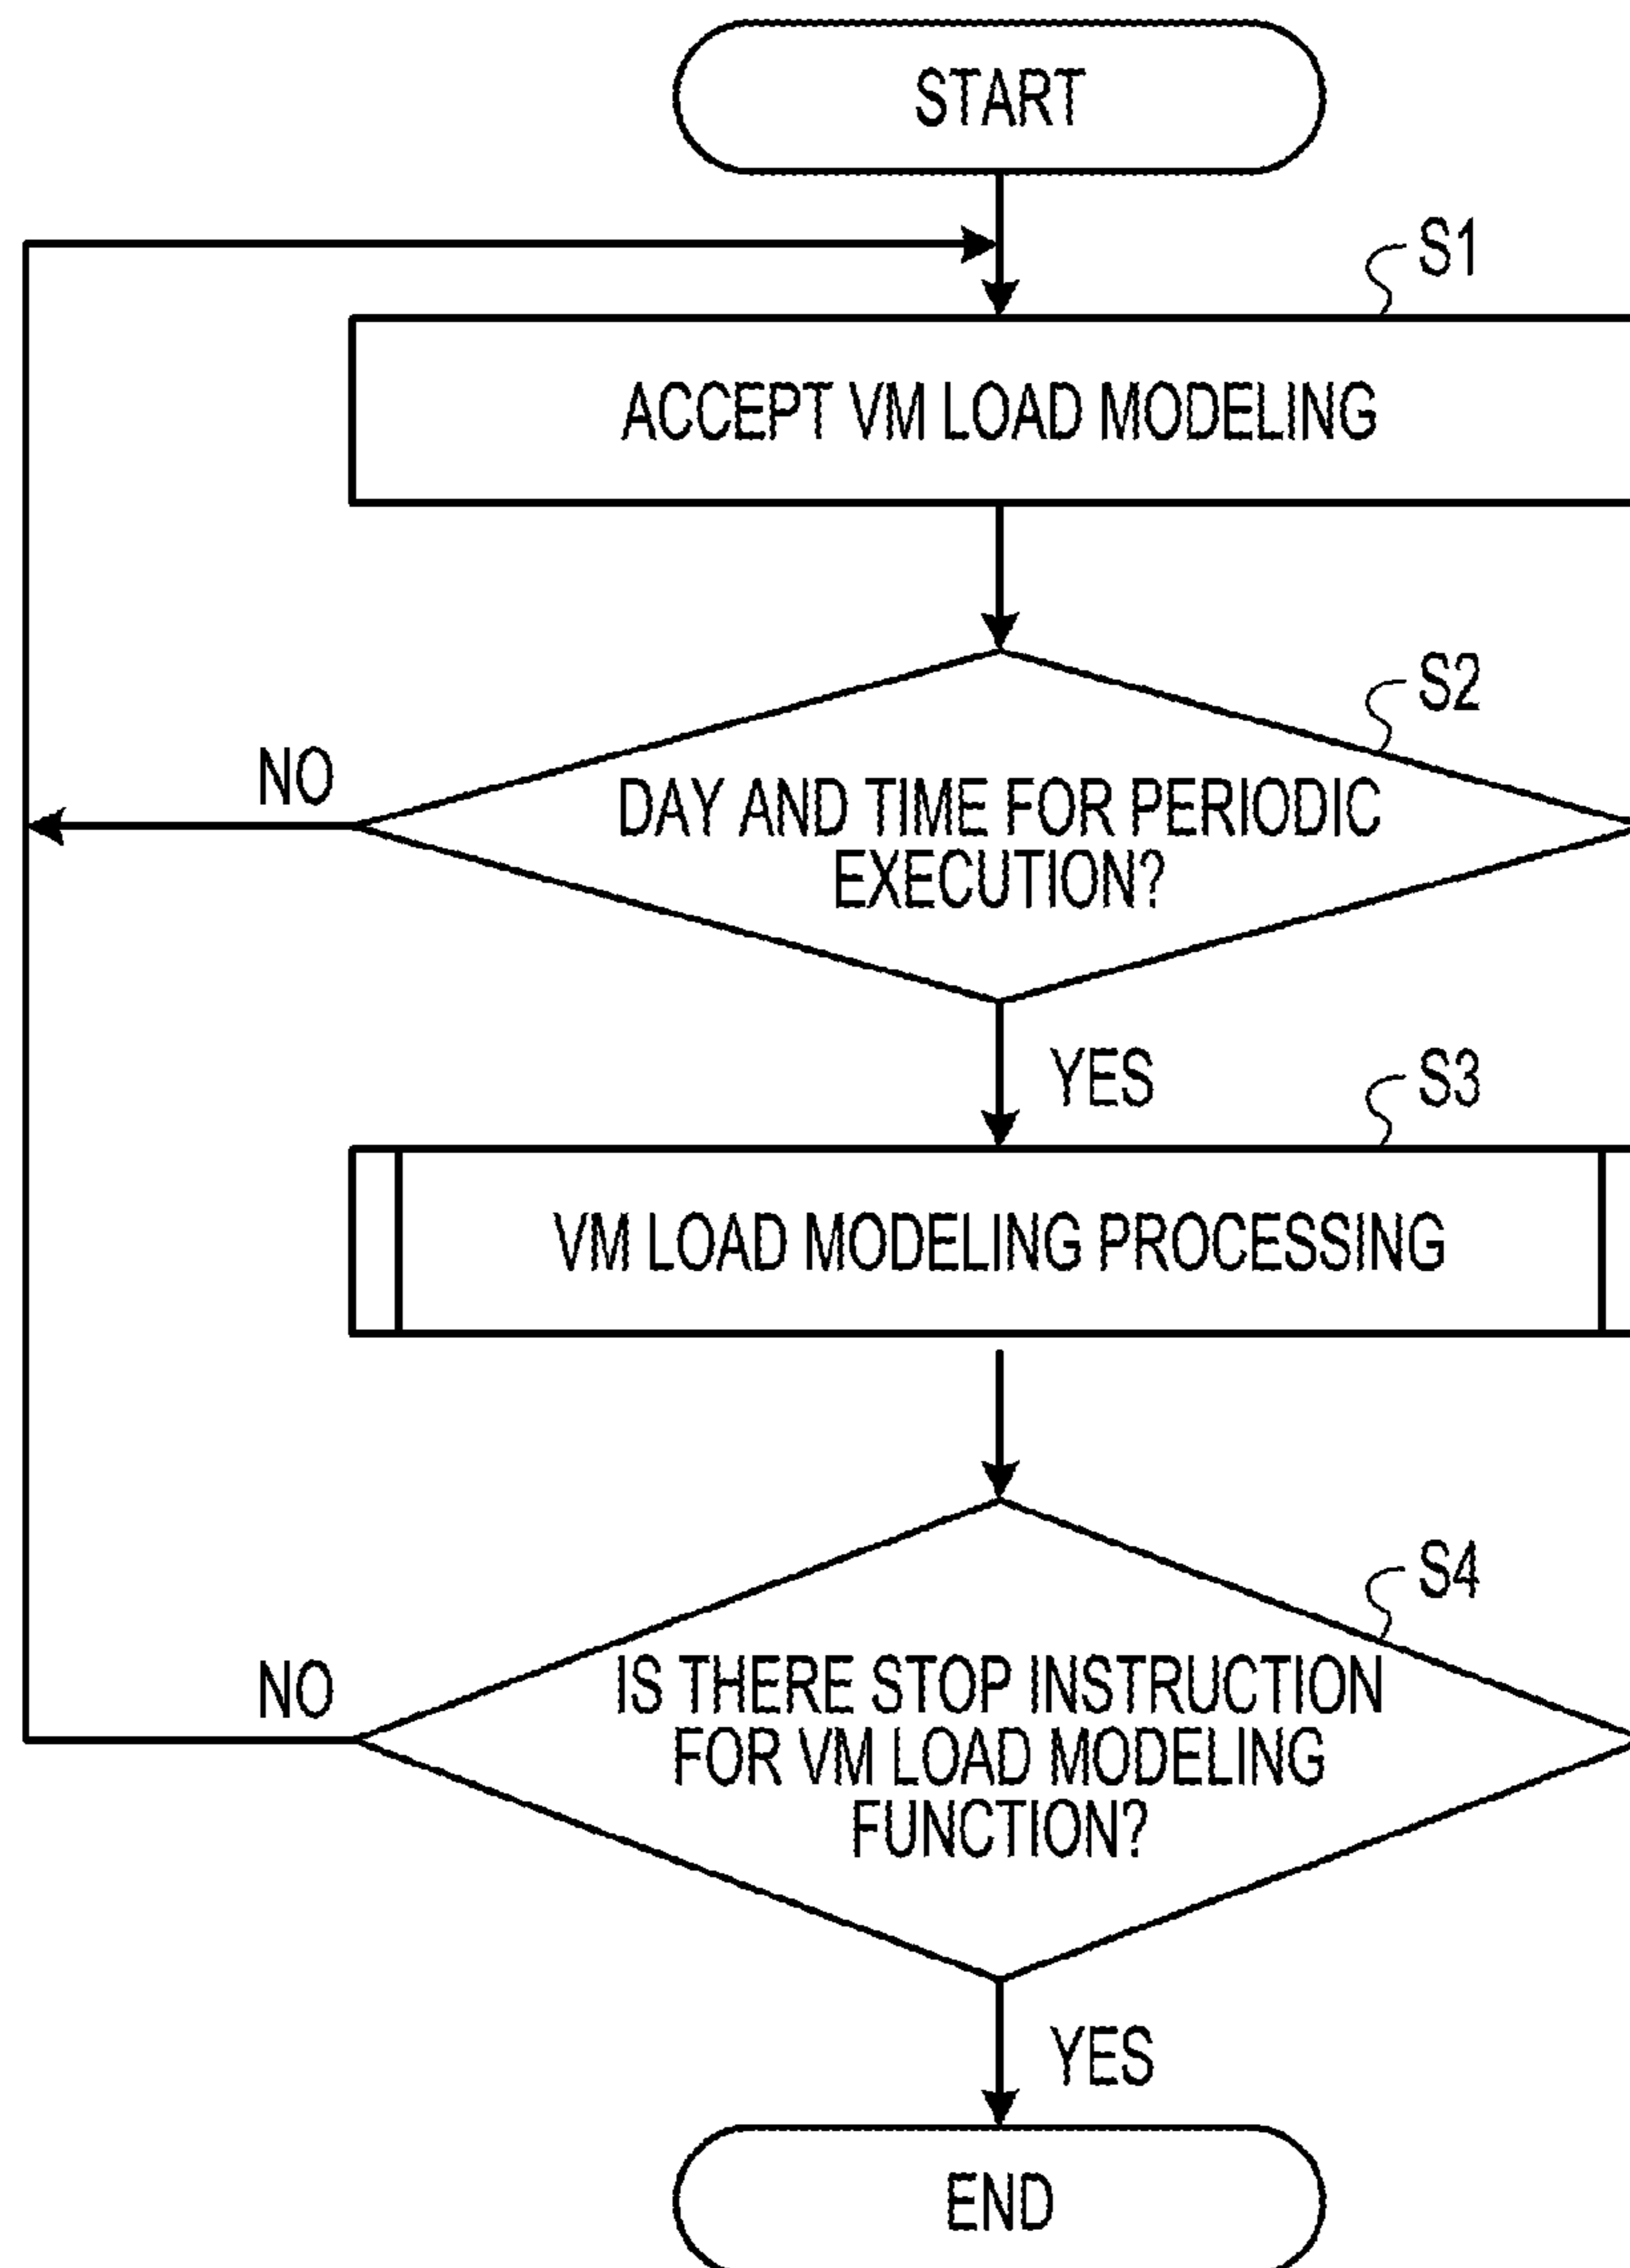 START
S1
ACCEPT VM LOAD MODELING
S2
NO
DAY AND TIME FOR PERIODIC
EXECUTION?
YES
S3
VM LOAD MODELING PROCESSING
S4
NO
IS THERE STOP INSTRUCTION
FOR VM LOAD MODELING
FUNCTION?
YES
END